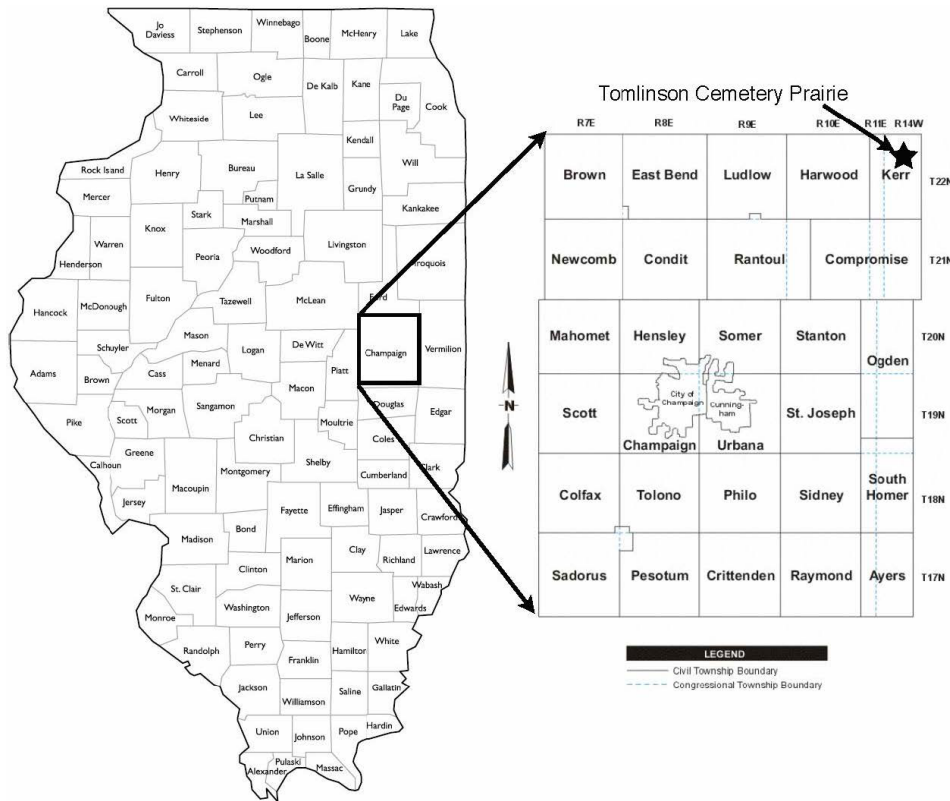 Jo
Daviess
Stephenson
Winnebago
Boone
McHenry
Lake
Carroll
Ogle
De Kalb
Kane
Du
Page
Cook
Whiteside
Lee
Kendall
Will
Rock Island
Henry
Bureau
La Salle
Grundy
Mercer
Putnam
Kankakee
Stark
Marshall
Knox
Warren
Henderson
Peoria
Woodford
Livingston
Iroquois
Fulton
Tazewell
McLean
Ford
Hancock
McDonough
Mason
Schuyler
Logan
De Witt
Champaign
Vermilion
Adams
Brown
Cass
Menard
Piatt
Macon
Pike
Scott
Morgan
Sangamon
Moultrie
Douglas
Edgar
Christian
Coles
Greene
Calhoun
Shelby
Cumberland
Clark
Jersey
Macoupin
Montgomery
Fayette
Effingham
Jasper
Crawford
Madison
Bond
Clay
Richland
Lawrence
Clinton
Marion
St. Clair
Wayne
Wabash
Edwards
Monroe
Washington
Jefferson
Randolph
Perry
Hamilton
White
Franklin
Jackson
Williamson
Saline
Gallatin
Union
Johnson
Pope
Hardin
Pulaski
Alexander
Massac
N
Tomlinson Cemetery Prairie
R7E R8E R9E R10E R11E R14W
Brown East Bend Ludlow Harwood Kerr T22N
Newcomb Condit Rantoul Compromise T21N
Mahomet Hensley Somer Stanton T20N
Ogden
City of
Champaign
Cunning-
ham
Scott St. Joseph T19N
Champaign Urbana
South
Homer
Colfax Tolono Philo Sidney T18N
Sadorus Pesotum Crittenden Raymond Ayers T17N
LEGEND
Civil Township Boundary
Congressional Township Boundary